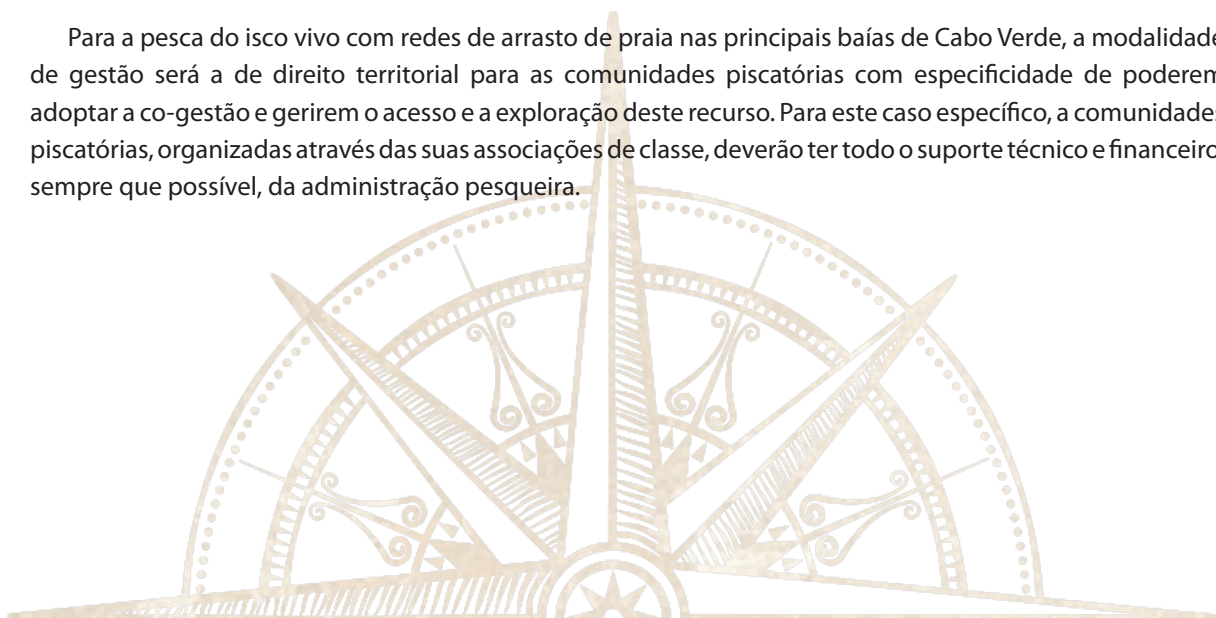 Para a pesca do isco vivo com redes de arrasto de praia nas principais baías de Cabo Verde, a modalidade
de gestão será a de direito territorial para as comunidades piscatórias com especificidade de poderem
adoptar a co-gestão e gerirem o acesso e a exploração deste recurso. Para este caso específico, a comunidades
piscatórias, organizadas através das suas associações de classe, deverão ter todo o suporte técnico e financeiro
sempre que possível, da administração pesqueira.